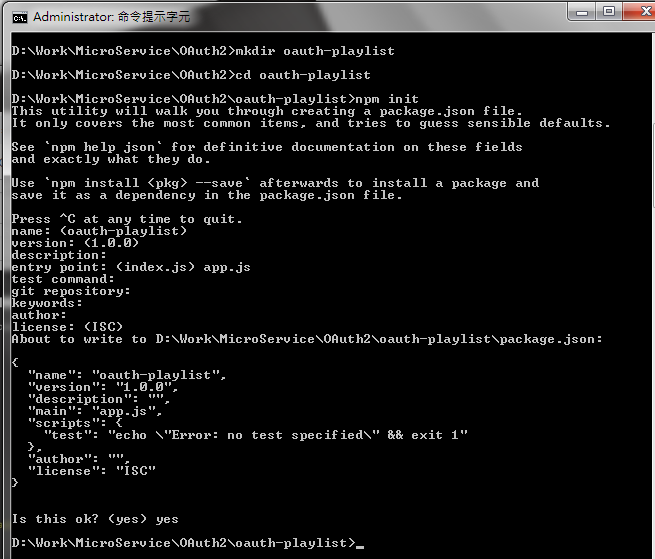 Administrator: 命令提示字元
D:\Work\MicroService\OAuth2>mkdir oauth-playlist
D:\Work\MicroService\OAuth2>cd oauth-playlist
D:\Work\MicroService\OAuth2\oauth-playlist>npm init
This utility will walk you through creating a package.json file.
It only covers the most common items, and tries to guess sensible defaults.
See `npm help json` for definitive documentation on these fields
and exactly what they do.
Use `npm install <pkg> --save` afterwards to install a package and
save it as a dependency in the package.json file.
Press ^C at any time to quit.
name: (oauth-playlist)
version: (1.0.0)
description:
entry point: (index.js) app.js
test command:
git repository:
keywords:
author:
license: (ISC)
About to write to D:\Work\MicroService\OAuth2\oauth-playlist\package.json:
{
  "name": "oauth-playlist",
  "version": "1.0.0",
  "description": "",
  "main": "app.js",
  "scripts": {
    "test": "echo \"Error: no test specified\" && exit 1"
  },
  "author": "",
  "license": "ISC"
}
Is this ok? (yes) yes
D:\Work\MicroService\OAuth2\oauth-playlist>_